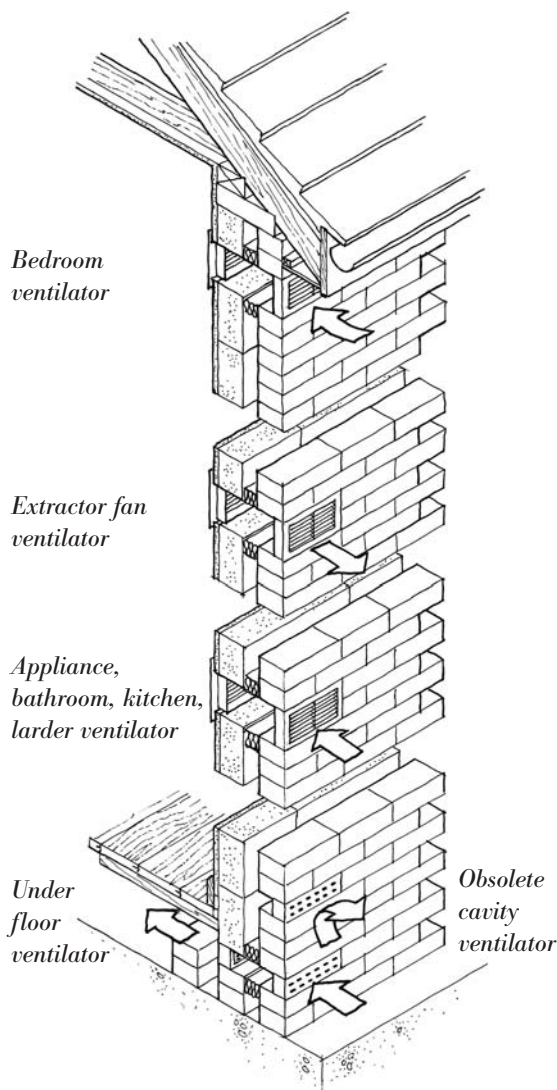 Bedroom
ventilator
Extractor fan
ventilator
Appliance,
bathroom, kitchen,
larder ventilator
Under
floor
ventilator
Obsolete
cavity
ventilator